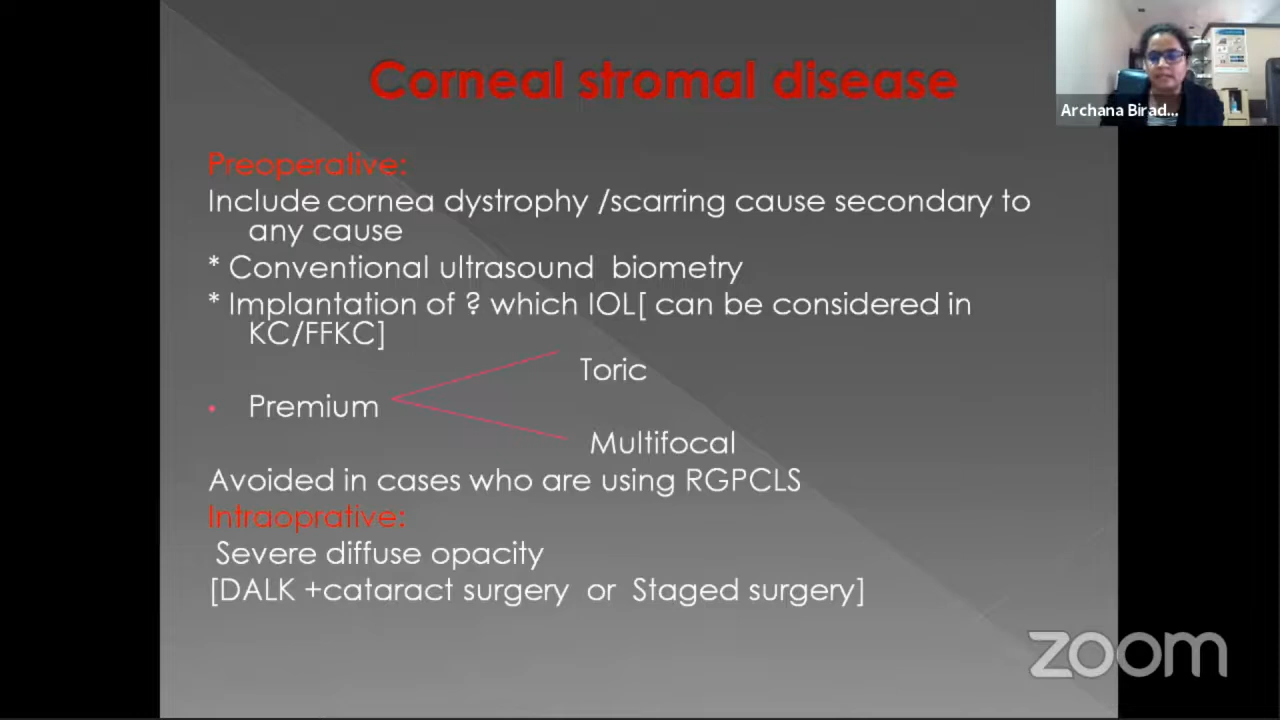 Corneal stromal disease
Archana Birad...
Preoperative:
Include cornea dystrophy /scarring cause secondary to
any cause
* Conventional ultrasound biometry
* Implantation of ? which IOL[ can be considered in
KC/FFKC]
Toric
• Premium
Multifocal
Avoided in cases who are using RGPCLS
Intraoprative:
Severe diffuse opacity
[DALK +cataract surgery or Staged surgery]
zoom